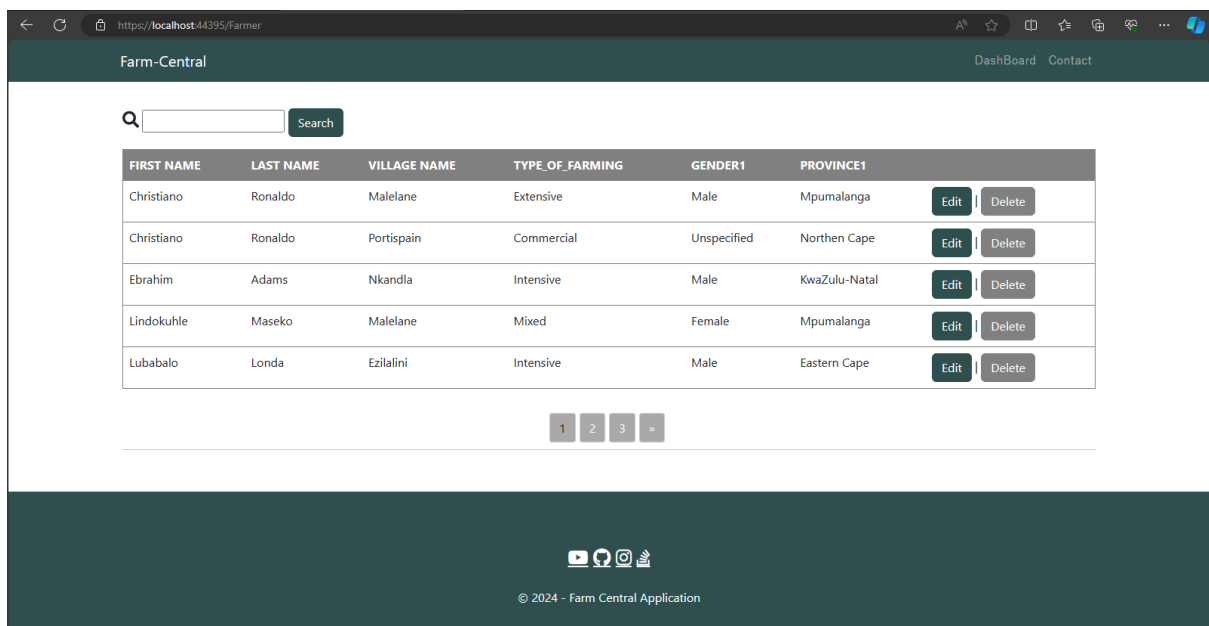 https://localhost:44395/Farmer
Farm-Central DashBoard Contact
Search
FIRST NAME LAST NAME VILLAGE NAME TYPE_OF_FARMING GENDER1 PROVINCE1
Christiano Ronaldo Malelane Extensive Male Mpumalanga Edit | Delete
Christiano Ronaldo Portispain Commercial Unspecified Northen Cape Edit | Delete
Ebrahim Adams Nkandla Intensive Male KwaZulu-Natal Edit | Delete
Lindokuhle Maseko Malelane Mixed Female Mpumalanga Edit | Delete
Lubabalo Londa Ezilalini Intensive Male Eastern Cape Edit | Delete
1 2 3 »
© 2024 - Farm Central Application